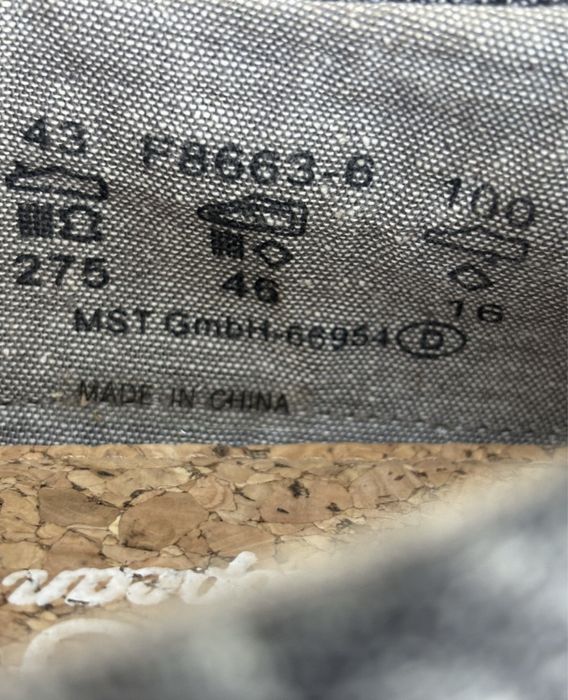 43 F8663-6 100
275 46 16
MST GmbH-66954 D
MADE IN CHINA